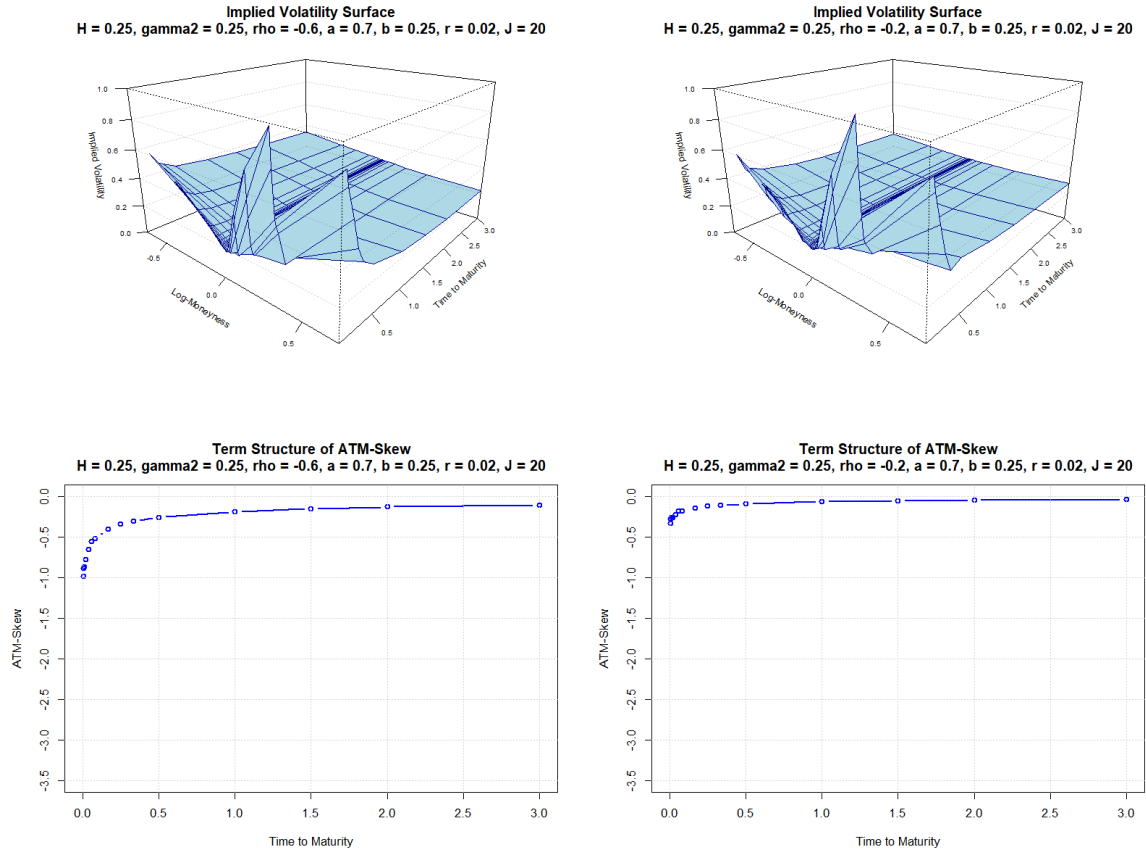 Implied Volatility Surface
H = 0.25, gamma2 = 0.25, rho = -0.6, a = 0.7, b = 0.25, r = 0.02, J = 20
1.0
0.8
0.6
0.4
0.2
0.0
Implied Volatility
-0.5
0.0
0.5
Log-Moneyness
0.5
1.0
1.5
2.0
2.5
3.0
Time to Maturity
Implied Volatility Surface
H = 0.25, gamma2 = 0.25, rho = -0.2, a = 0.7, b = 0.25, r = 0.02, J = 20
1.0
0.8
0.6
0.4
0.2
0.0
Implied Volatility
-0.5
0.0
0.5
Log-Moneyness
0.5
1.0
1.5
2.0
2.5
3.0
Time to Maturity
Term Structure of ATM-Skew
H = 0.25, gamma2 = 0.25, rho = -0.6, a = 0.7, b = 0.25, r = 0.02, J = 20
0.0
-0.5
-1.0
-1.5
-2.0
-2.5
-3.0
-3.5
ATM-Skew
0.0 0.5 1.0 1.5 2.0 2.5 3.0
Time to Maturity
Term Structure of ATM-Skew
H = 0.25, gamma2 = 0.25, rho = -0.2, a = 0.7, b = 0.25, r = 0.02, J = 20
0.0
-0.5
-1.0
-1.5
-2.0
-2.5
-3.0
-3.5
ATM-Skew
0.0 0.5 1.0 1.5 2.0 2.5 3.0
Time to Maturity